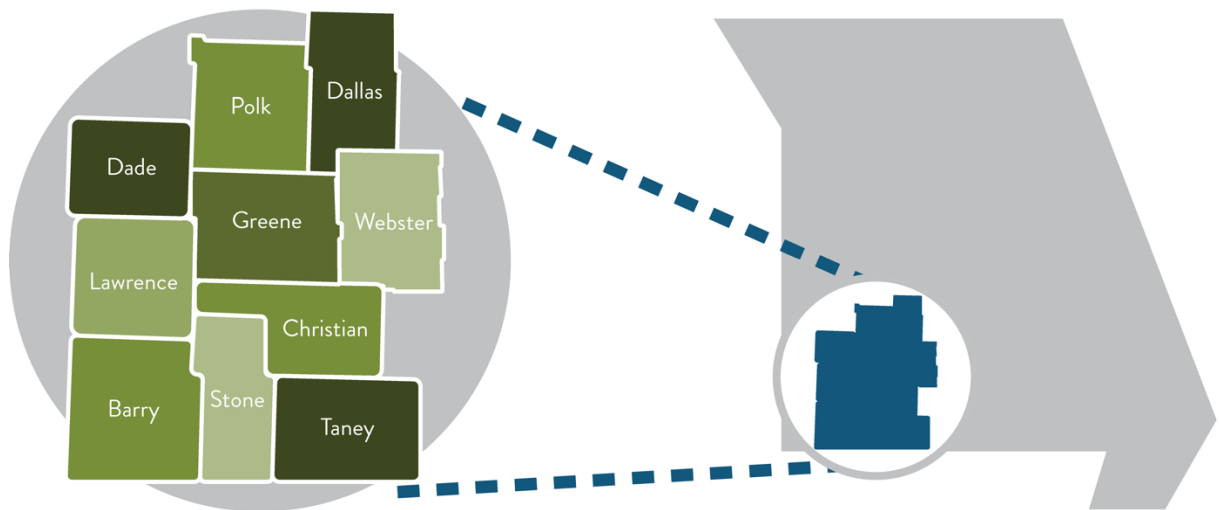 Dallas
Polk
Dade
Greene
Webster
Lawrence
Christian
Stone
Barry
Taney